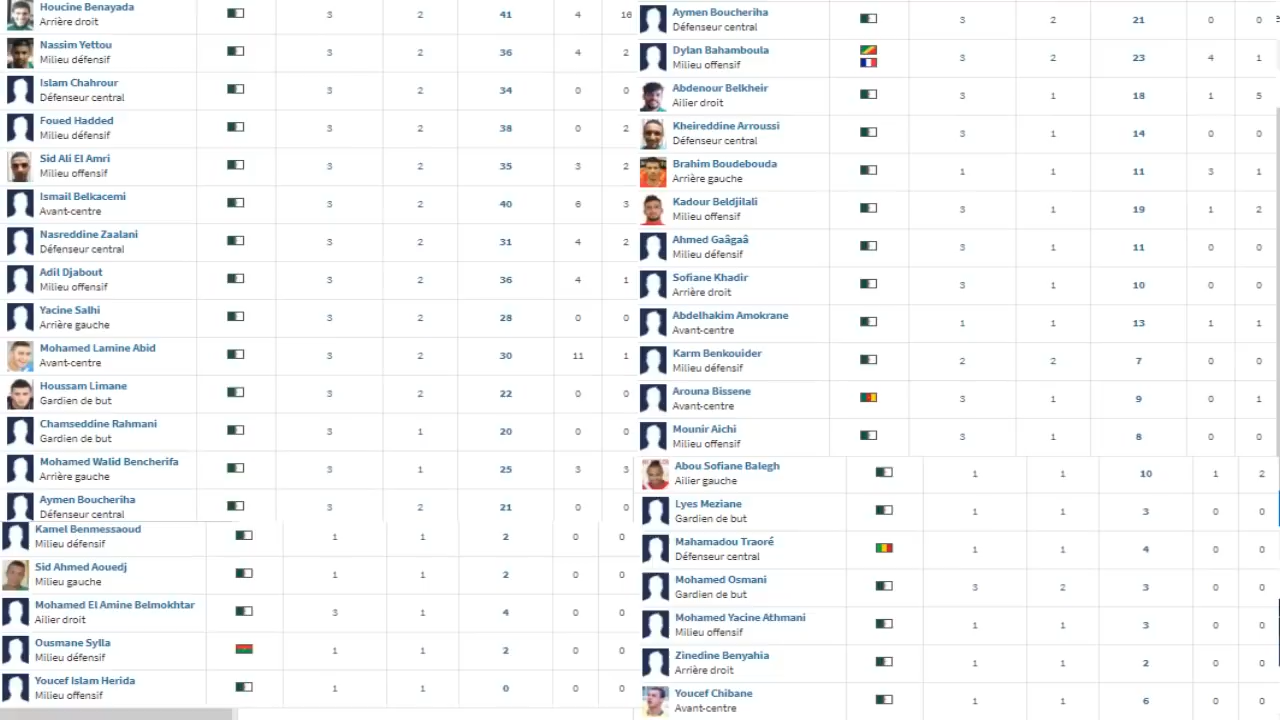 Houcine Benayada 3 2 41 4 16
Arrière droit
Nassim Yettou 3 2 36 4 2
Milieu défensif
Islam Chahrour 3 2 34 0 0
Défenseur central
Foued Hadded 3 2 38 0 2
Milieu défensif
Sid Ali El Amri 3 2 35 3 2
Milieu offensif
Ismail Belkacemi 3 2 40 6 3
Avant-centre
Nasreddine Zaalani 3 2 31 4 2
Défenseur central
Adil Djabout 3 2 36 4 1
Milieu offensif
Yacine Salhi 3 2 28 0 0
Arrière gauche
Mohamed Lamine Abid 3 2 30 11 1
Avant-centre
Houssam Limane 3 2 22 0 0
Gardien de but
Chamseddine Rahmani 3 1 20 0 0
Gardien de but
Mohamed Walid Bencherifa 3 1 25 3 3
Arrière gauche
Aymen Boucheriha 3 2 21 0 0
Défenseur central
Kamel Benmessaoud 1 1 2 0 0
Milieu défensif
Sid Ahmed Aouedj 1 1 2 0 0
Milieu gauche
Mohamed El Amine Belmokhtar 3 1 4 0 0
Ailier droit
Ousmane Sylla 1 1 2 0 0
Milieu défensif
Youcef Islam Herida 1 1 0 0 0
Milieu offensif
Aymen Boucheriha 3 2 21 0 0
Défenseur central
Dylan Bahamboula 3 2 23 4 1
Milieu offensif
Abdenour Belkheir 3 1 18 1 5
Ailier droit
Kheireddine Arroussi 3 1 14 0 0
Défenseur central
Brahim Boudebouda 1 1 11 3 1
Arrière gauche
Kadour Beldjilali 3 1 19 1 2
Milieu offensif
Ahmed Gaâgaâ 3 1 11 0 0
Milieu défensif
Sofiane Khadir 3 1 10 0 0
Arrière droit
Abdelhakim Amokrane 1 1 13 1 1
Avant-centre
Karm Benkouider 2 2 7 0 0
Milieu défensif
Arouna Bissene 3 1 9 0 1
Avant-centre
Mounir Aichi 3 1 8 0 0
Milieu offensif
Abou Sofiane Balegh 1 1 10 1 2
Ailier gauche
Lyes Meziane 1 1 3 0 0
Gardien de but
Mahamadou Traoré 1 1 4 0 0
Défenseur central
Mohamed Osmani 3 2 3 0 0
Gardien de but
Mohamed Yacine Athmani 1 1 3 0 0
Milieu offensif
Zinedine Benyahia 1 1 2 0 0
Arrière droit
Youcef Chibane 1 1 6 0 0
Avant-centre